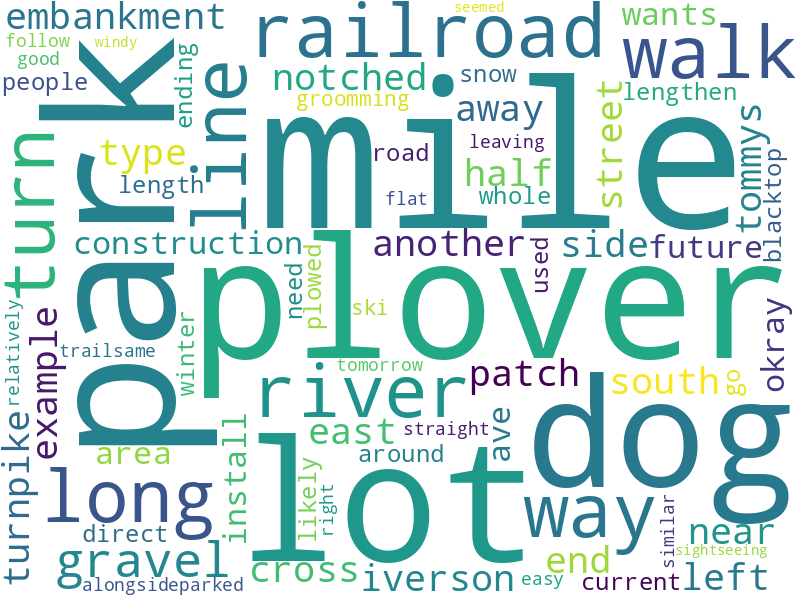 embankment
follow
good
people
windy
ending
park
turn
line
railroad
seemed
wants
walk
notched
groomming
snow
away
lengthen
mile
type
length
road
leaving
half
whole
flat
street
tommys
blacktop
construction
another
side
future
plover
used
need
plowed
ski
winter
relatively
example
trailsame
tomorrow
river
patch
south
go
okray
dog
turnpike
area
install
east
straight
around
ave
likely
right
long
direct
lot
way
near
similar
gravel
cross
iverson
end
sightseeing
alongsideparked
easy
current
left